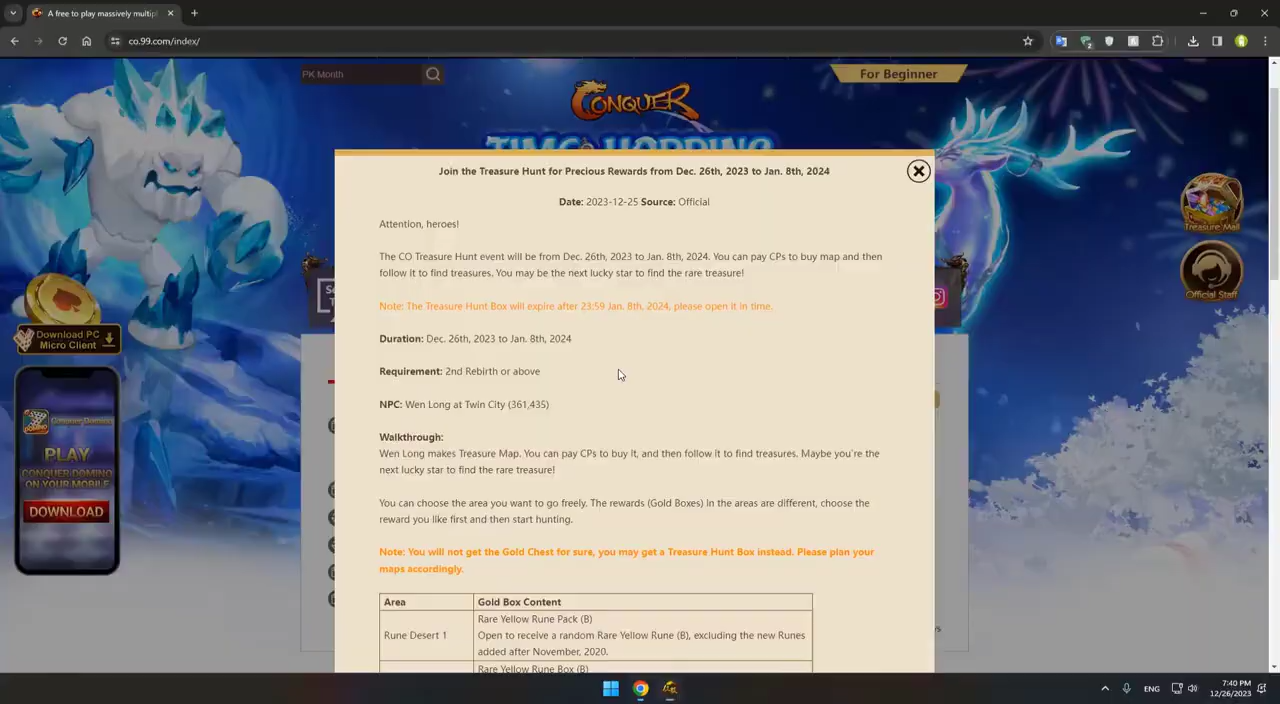 A free to play massively multip
co.99.com/index/
PK Month
For Beginner
CONQUER
TIME HOPPING
Join the Treasure Hunt for Precious Rewards from Dec. 26th, 2023 to Jan. 8th, 2024
Date: 2023-12-25 Source: Official
Attention, heroes!
The CO Treasure Hunt event will be from Dec. 26th, 2023 to Jan. 8th, 2024. You can pay CPs to buy map and then
follow it to find treasures. You may be the next lucky star to find the rare treasure!
Note: The Treasure Hunt Box will expire after 23:59 Jan. 8th, 2024, please open it in time.
Duration: Dec. 26th, 2023 to Jan. 8th, 2024
Requirement: 2nd Rebirth or above
NPC: Wen Long at Twin City (361,435)
Walkthrough:
Wen Long makes Treasure Map. You can pay CPs to buy it, and then follow it to find treasures. Maybe you're the
next lucky star to find the rare treasure!
You can choose the area you want to go freely. The rewards (Gold Boxes) in the areas are different, choose the
reward you like first and then start hunting.
Note: You will not get the Gold Chest for sure, you may get a Treasure Hunt Box instead. Please plan your
maps accordingly.
Area
Gold Box Content
Rune Desert 1
Rare Yellow Rune Pack (B)
Open to receive a random Rare Yellow Rune (B), excluding the new Runes
added after November, 2020.
Rare Yellow Rune Box (B)
Download PC
Micro Client
Conquer Domino
PLAY
CONQUER DOMINO
ON YOUR MOBILE
DOWNLOAD
Treasure Mall
Official Staff
ENG
7:40 PM
12/26/2023